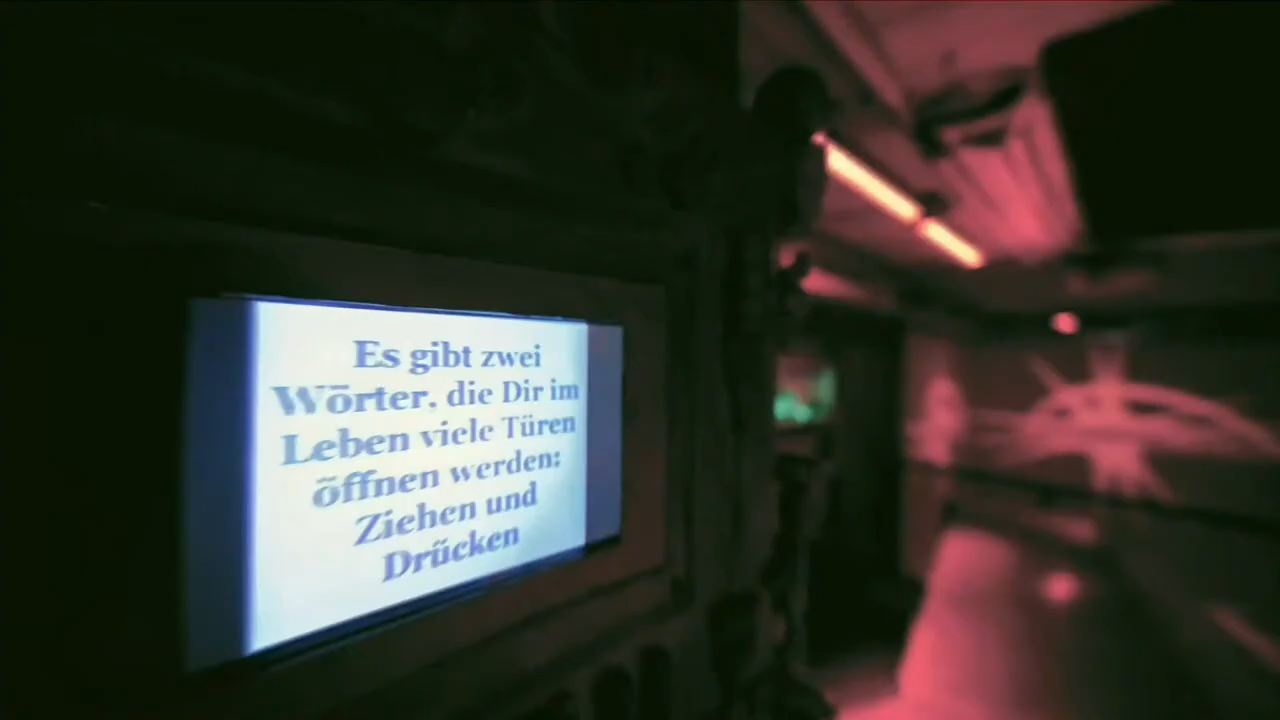 Es gibt zwei
Wörter, die Dir im
Leben viele Türen
öffnen werden:
Ziehen und
Drücken